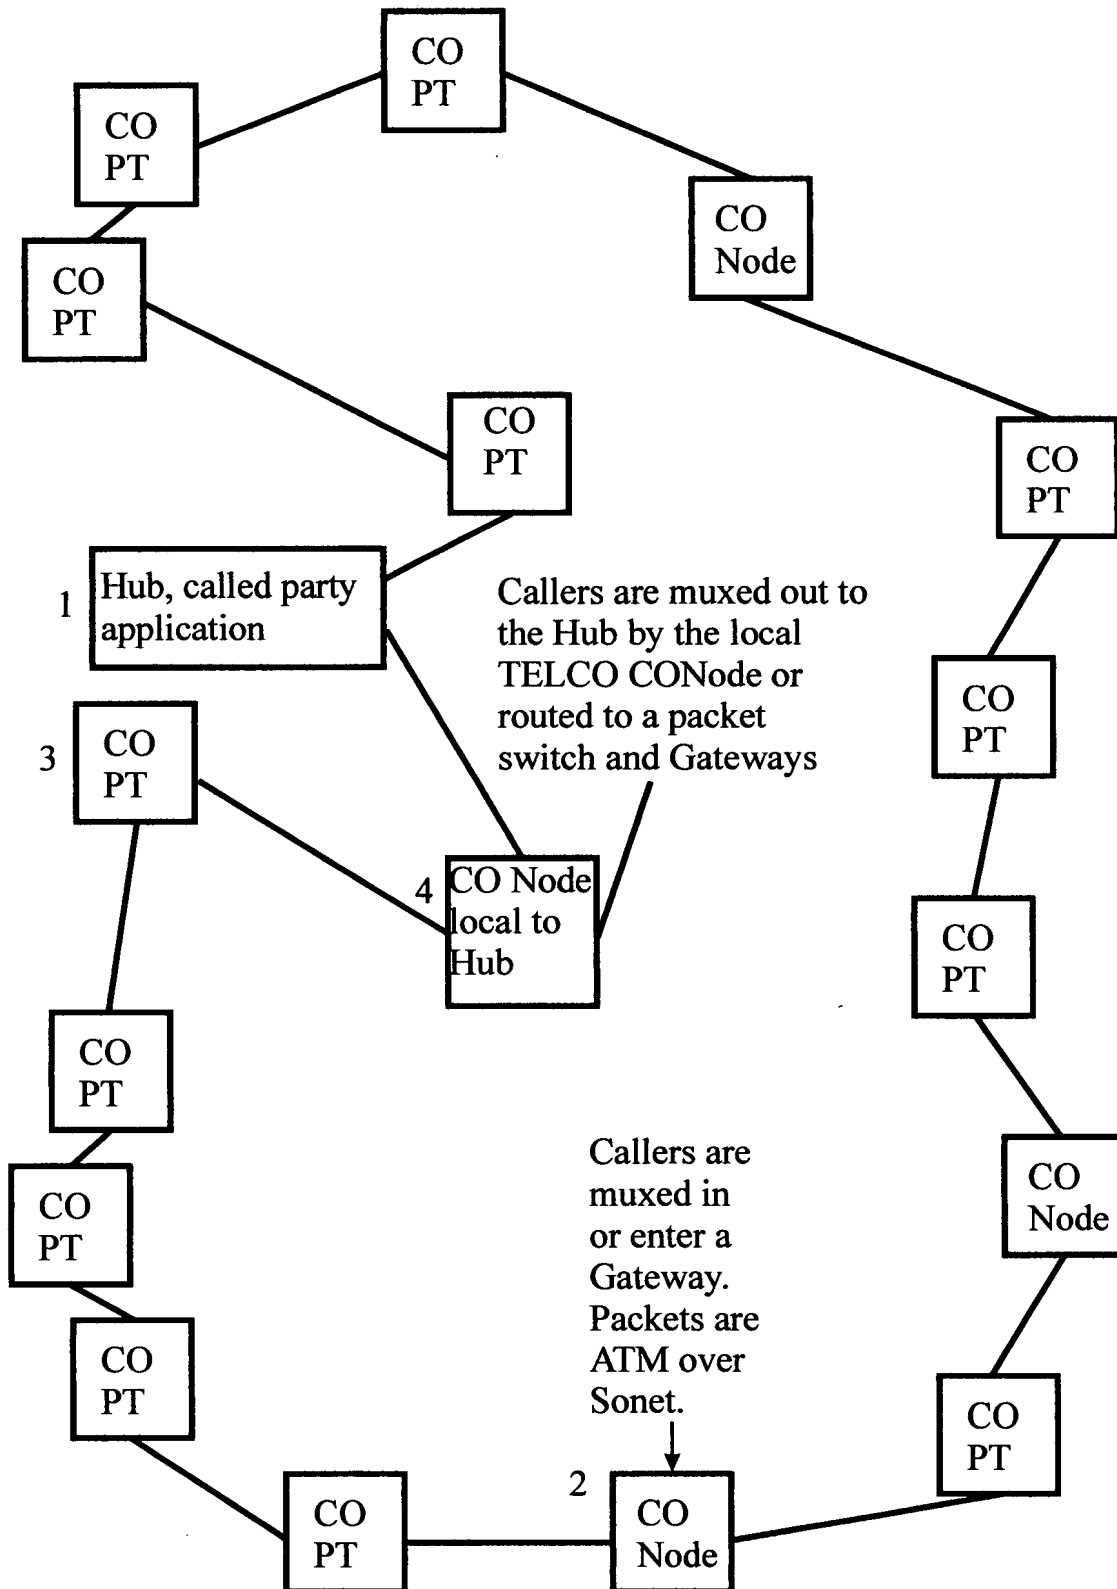 CO
PT
CO
PT
CO
Node
CO
PT
CO
PT
CO
PT
1
Hub, called party
application
Callers are muxed out to
the Hub by the local
TELCO CONode or
routed to a packet
switch and Gateways
CO
PT
3
CO
PT
4
CO Node
local to
Hub
CO
PT
CO
PT
Callers are
muxed in
or enter a
Gateway.
Packets are
ATM over
Sonet.
CO
PT
CO
Node
CO
PT
CO
PT
2
CO
Node
CO
PT